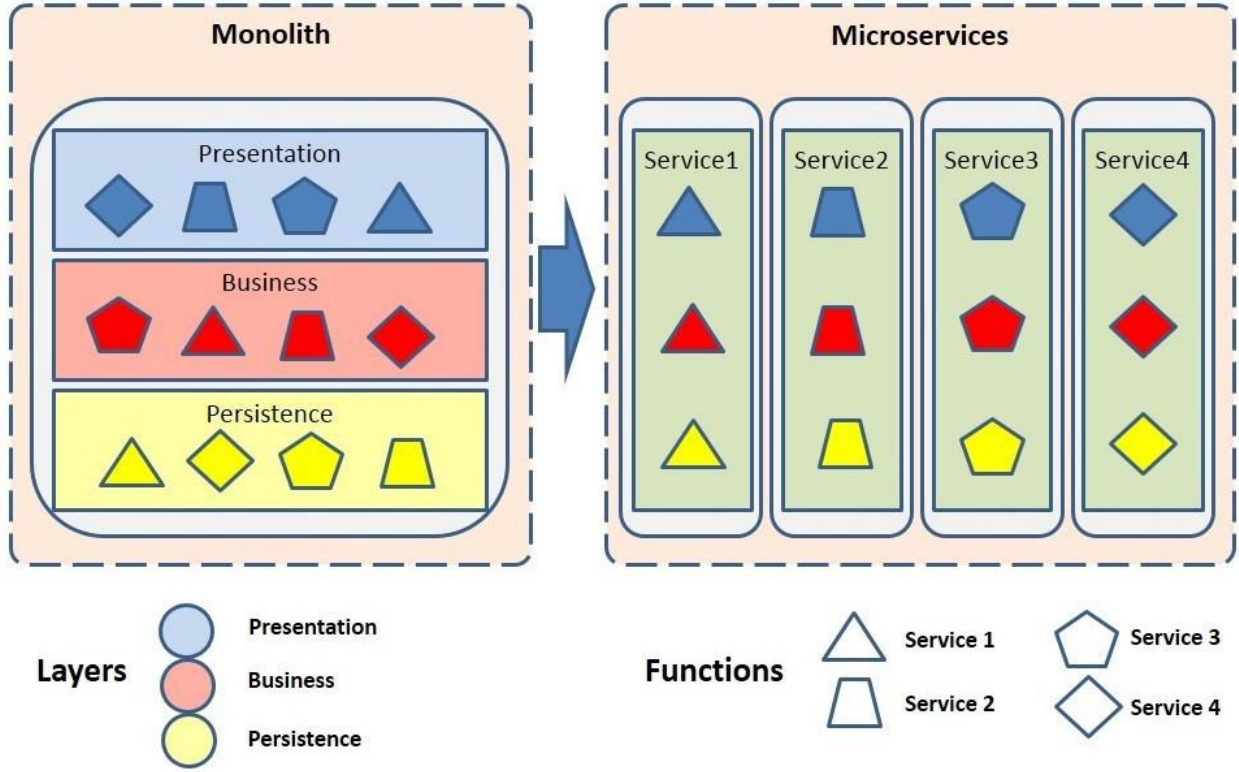 Monolith
Presentation
Business
Persistence
Microservices
Service1
Service2
Service3
Service4
Layers
Presentation
Business
Persistence
Functions
Service 1
Service 2
Service 3
Service 4